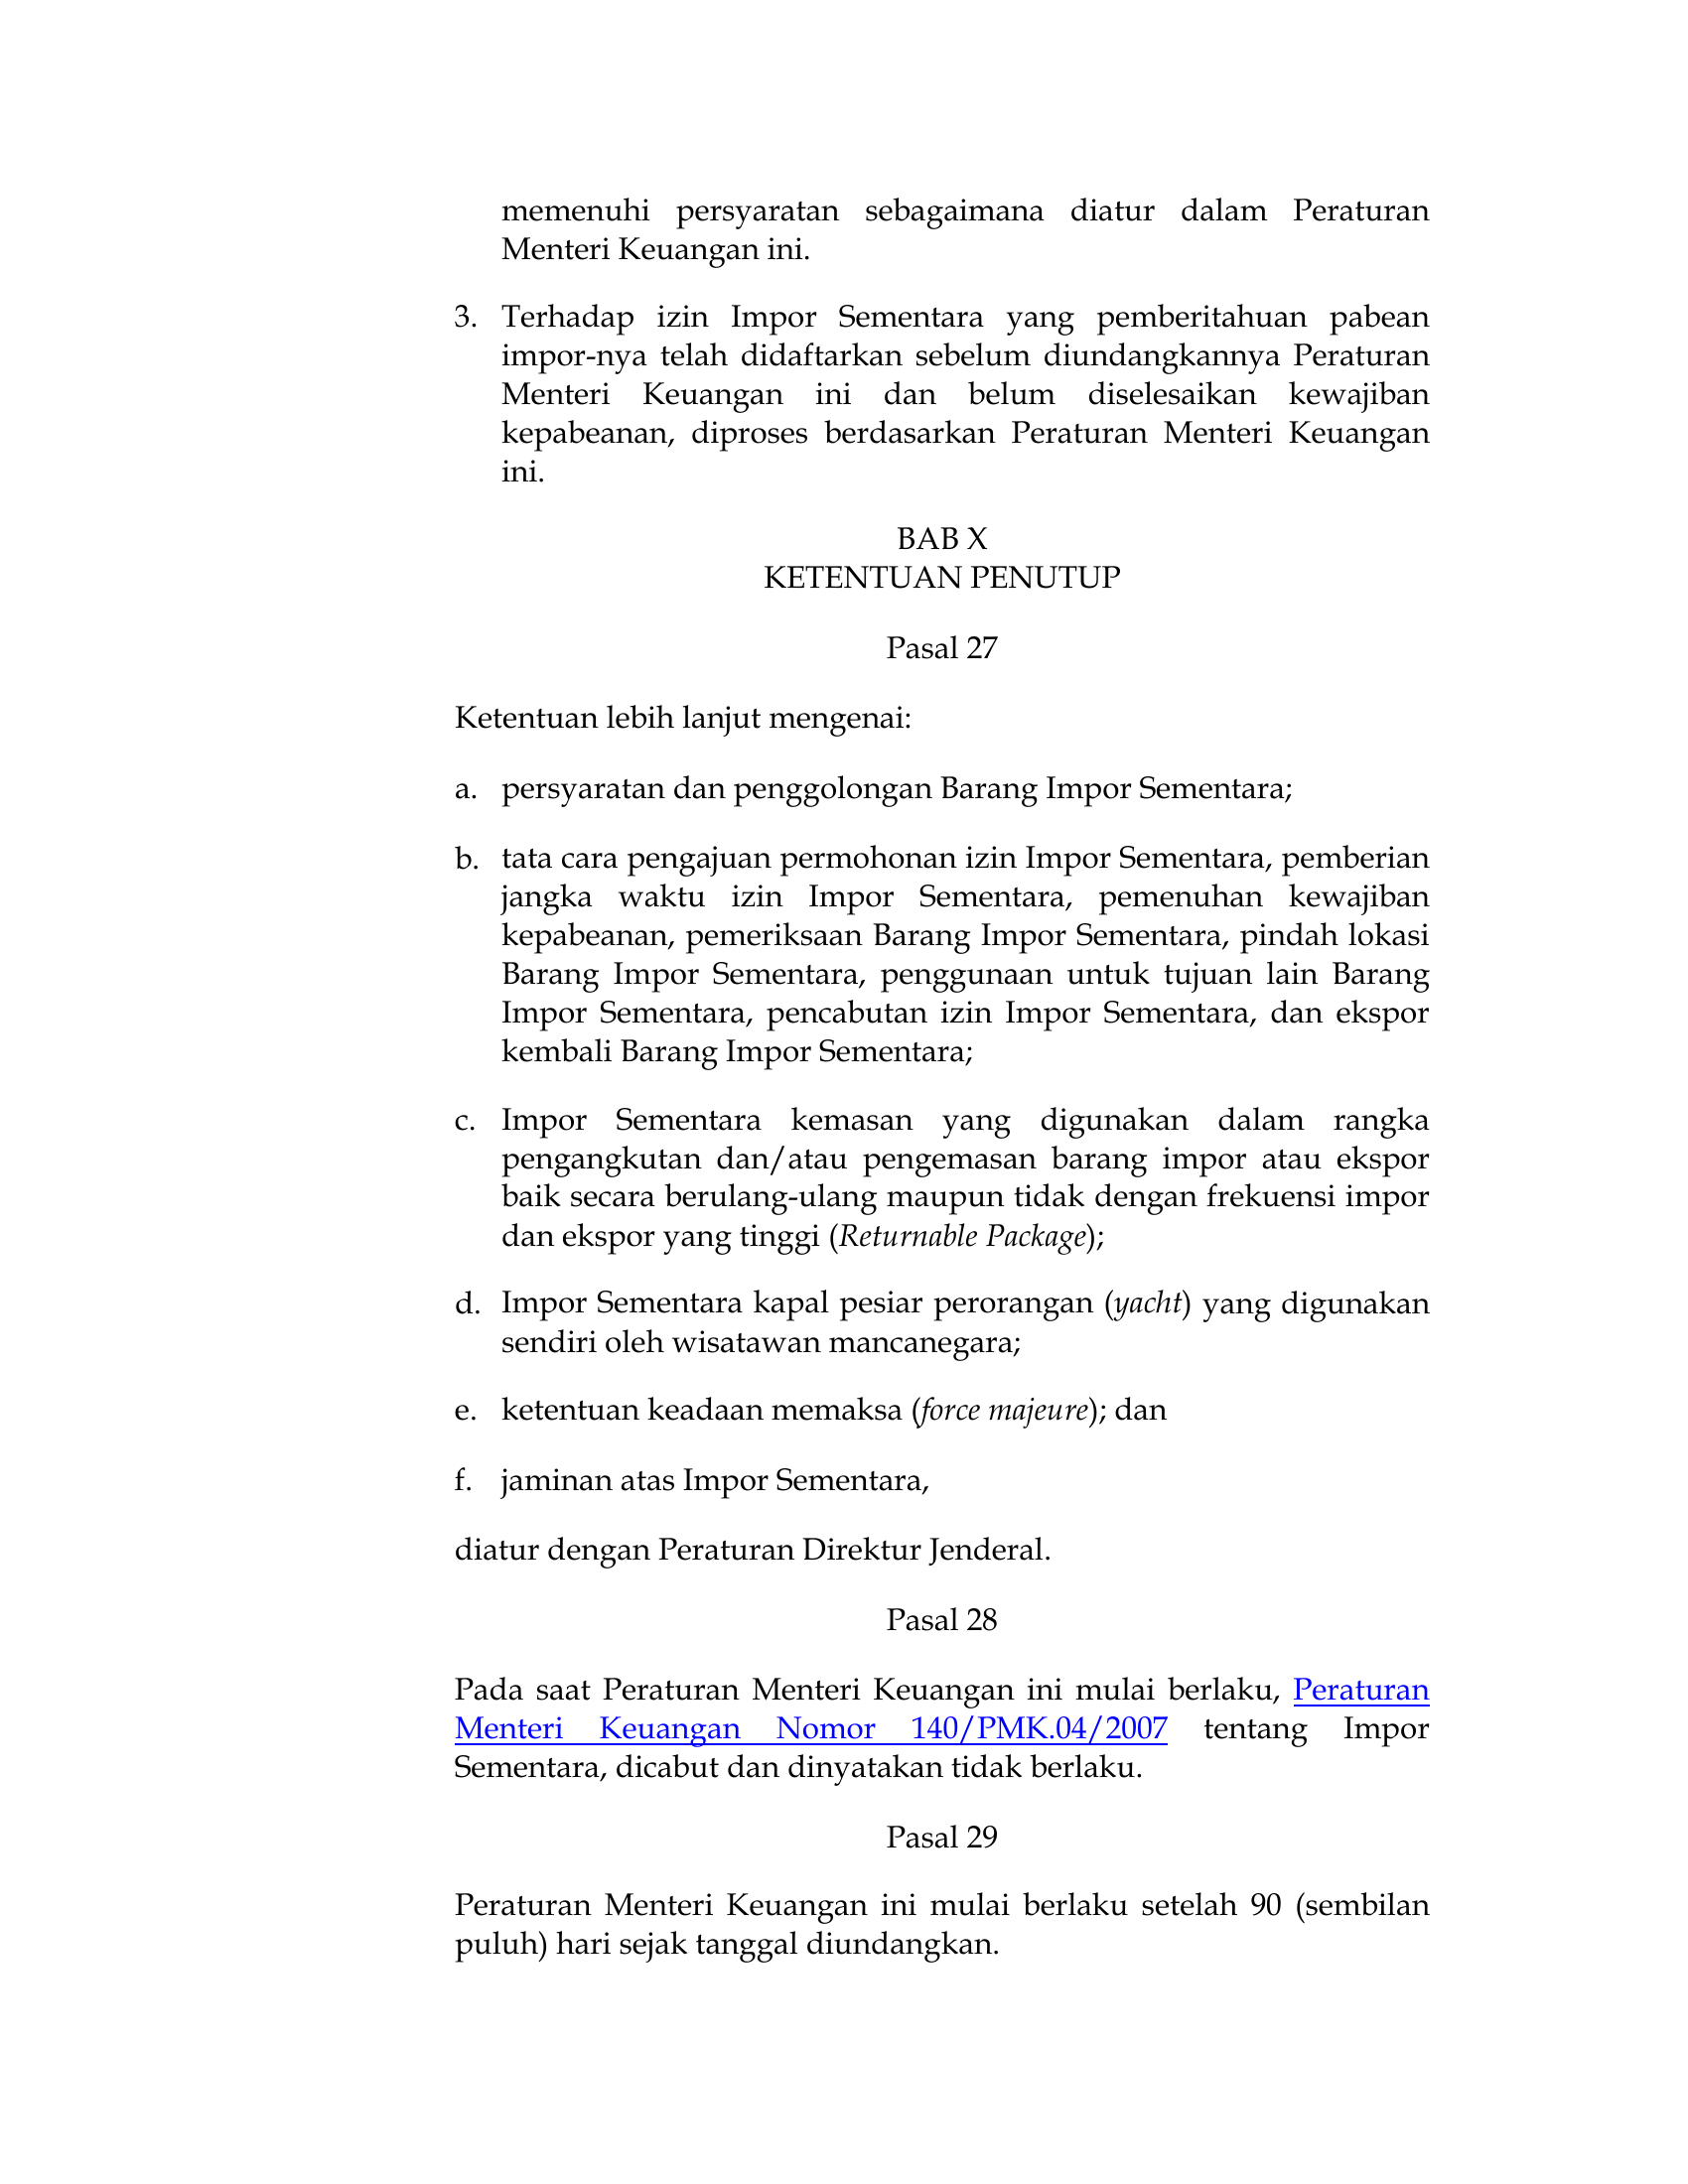 memenuhi persyaratan sebagaimana diatur dalam Peraturan
Menteri Keuangan ini.
3. Terhadap izin Impor Sementara yang pemberitahuan pabean
impor-nya telah didaftarkan sebelum diundangkannya Peraturan
Menteri Keuangan ini dan belum diselesaikan kewajiban
kepabeanan, diproses berdasarkan Peraturan Menteri Keuangan
ini.
BAB X
KETENTUAN PENUTUP
Pasal 27
Ketentuan lebih lanjut mengenai:
a. persyaratan dan penggolongan Barang Impor Sementara;
b. tata cara pengajuan permohonan izin Impor Sementara, pemberian
jangka waktu izin Impor Sementara, pemenuhan kewajiban
kepabeanan, pemeriksaan Barang Impor Sementara, pindah lokasi
Barang Impor Sementara, penggunaan untuk tujuan lain Barang
Impor Sementara, pencabutan izin Impor Sementara, dan ekspor
kembali Barang Impor Sementara;
c. Impor Sementara kemasan yang digunakan dalam rangka
pengangkutan dan/atau pengemasan barang impor atau ekspor
baik secara berulang-ulang maupun tidak dengan frekuensi impor
dan ekspor yang tinggi (Returnable Package);
d. Impor Sementara kapal pesiar perorangan (yacht) yang digunakan
sendiri oleh wisatawan mancanegara;
e. ketentuan keadaan memaksa (force majeure); dan
f. jaminan atas Impor Sementara,
diatur dengan Peraturan Direktur Jenderal.
Pasal 28
Pada saat Peraturan Menteri Keuangan ini mulai berlaku, Peraturan
Menteri Keuangan Nomor 140/PMK.04/2007 tentang Impor
Sementara, dicabut dan dinyatakan tidak berlaku.
Pasal 29
Peraturan Menteri Keuangan ini mulai berlaku setelah 90 (sembilan
puluh) hari sejak tanggal diundangkan.